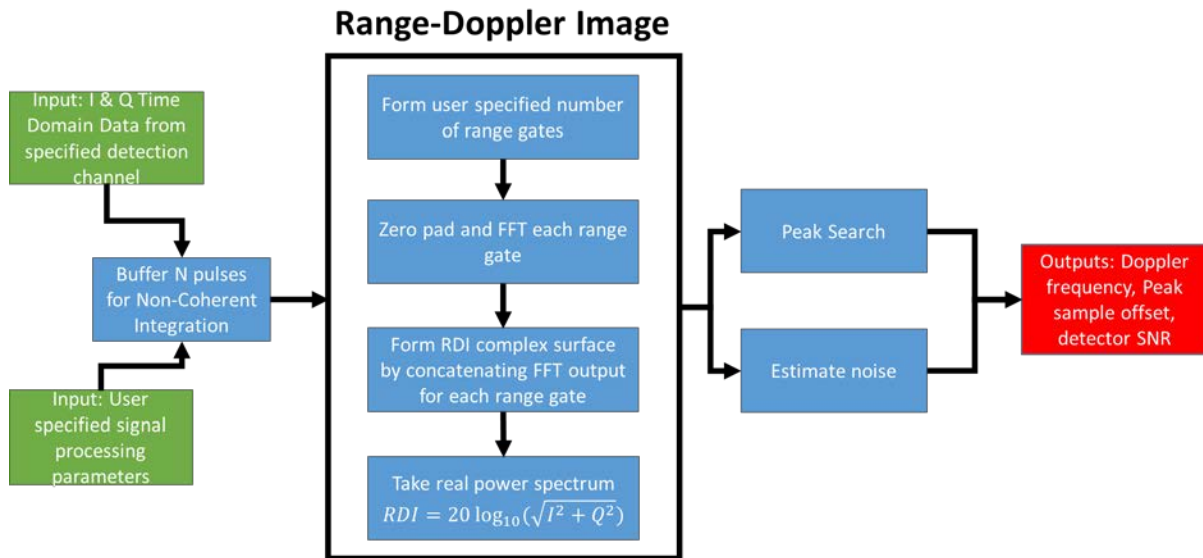 Range-Doppler Image
Input: I & Q Time
Domain Data from
specified detection
channel
Buffer N pulses
for Non-Coherent
Integration
Input: User
specified signal
processing
parameters
Form user specified number
of range gates
Zero pad and FFT each range
gate
Form RDI complex surface
by concatenating FFT output
for each range gate
Take real power spectrum
RDI = 20 log₁₀(√(I² + Q²))
Peak Search
Estimate noise
Outputs: Doppler
frequency, Peak
sample offset,
detector SNR